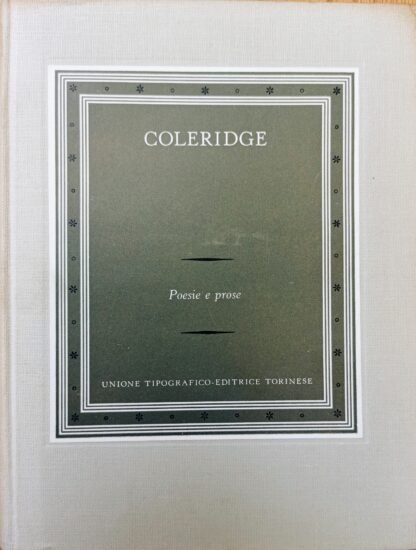 COLERIDGE
Poesie e prose
UNIONE TIPOGRAFICO-EDITRICE TORINESE